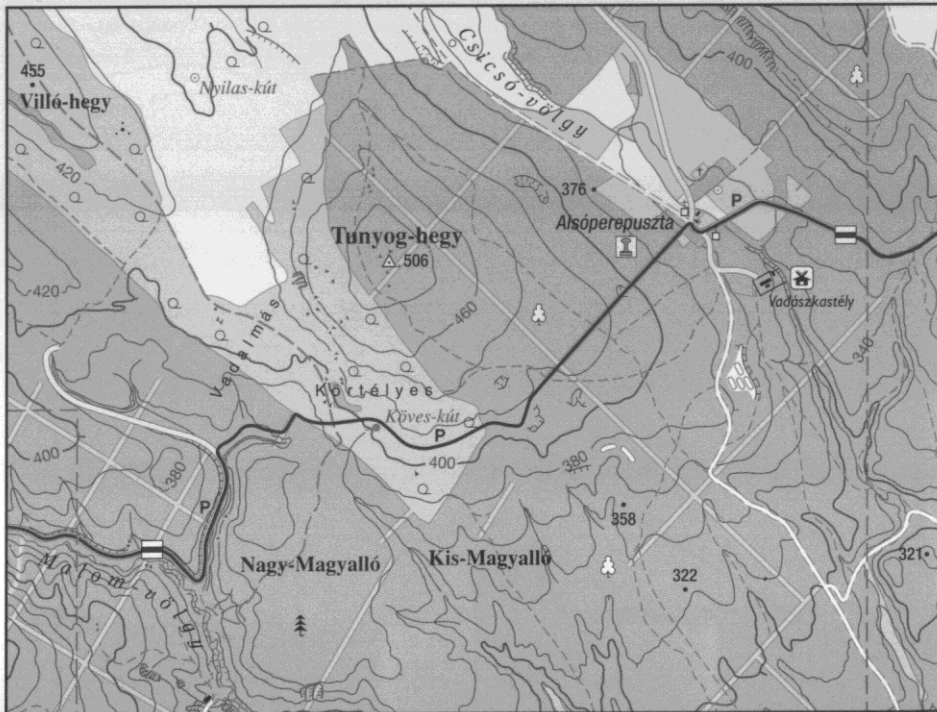 455
Villó-hegy
Nyilas-kút
Csicsó-völgy
400
420
376
P
Alsóperepuszta
Tunyog-hegy
506
Vadászkastély
420
460
340
Vadalmás
Körtélyes
Köves-kút
P
400
400
380
380
P
358
Nagy-Magyalló
Kis-Magyalló
321
322
Malom-völgy